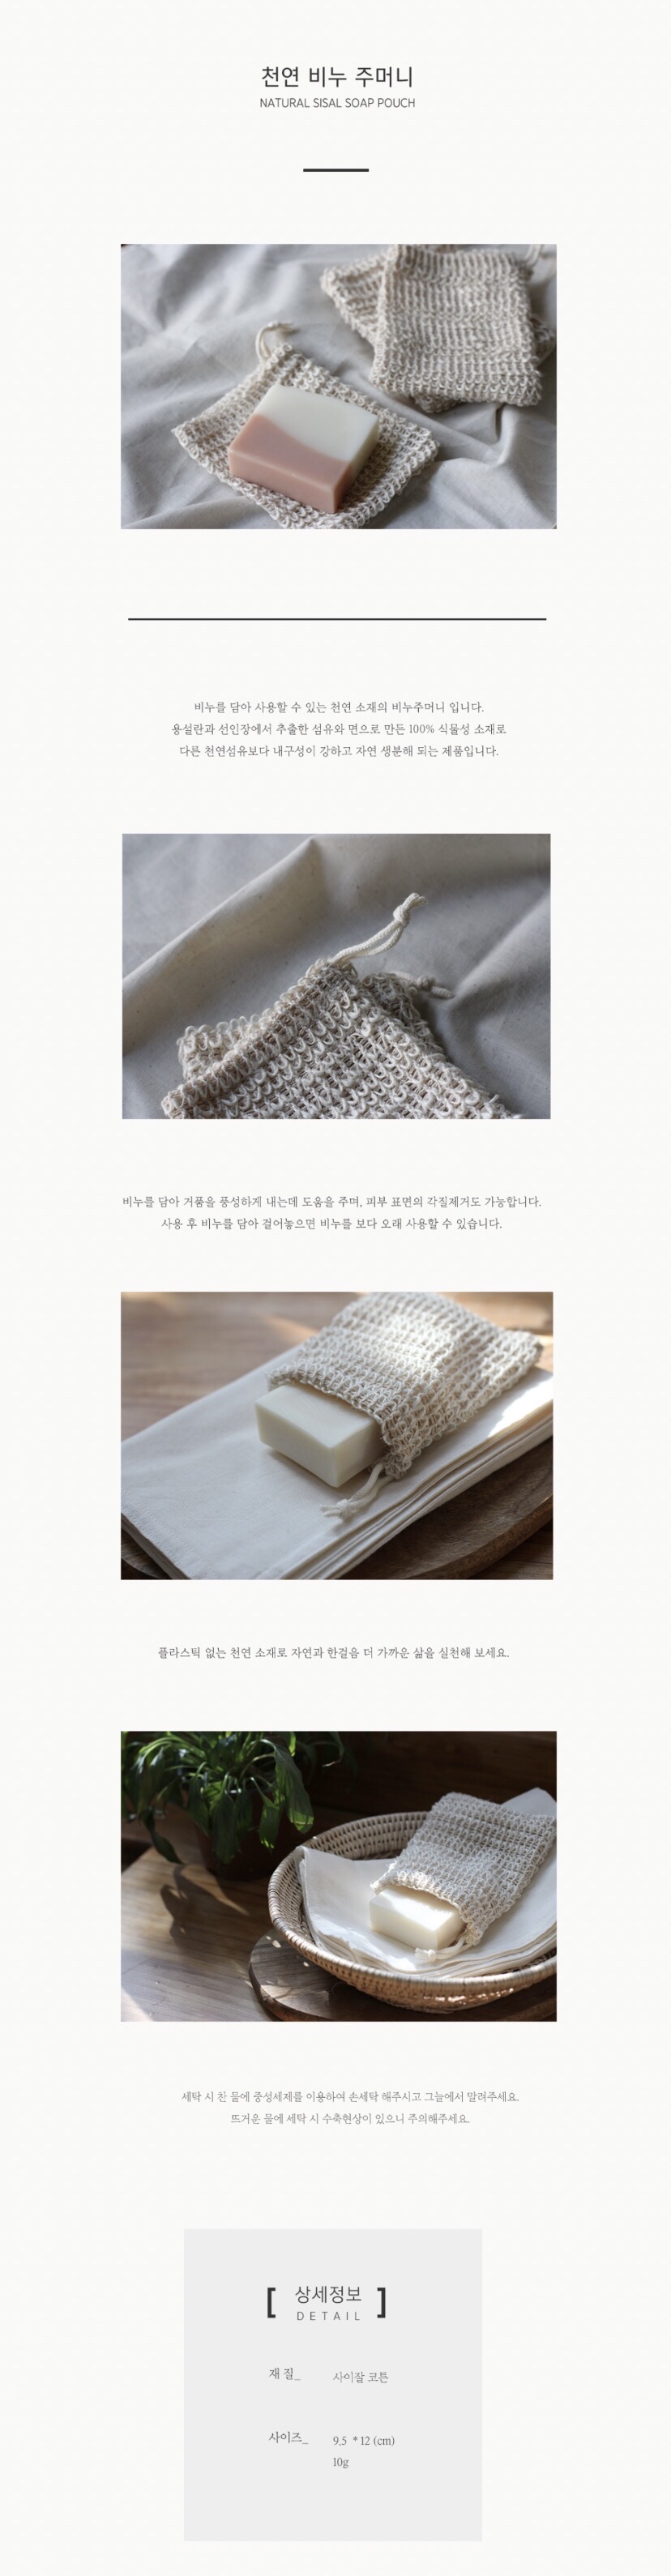 천연 비누 주머니
NATURAL SISAL SOAP POUCH
비누를 담아 사용할 수 있는 천연 소재의 비누주머니 입니다.
용설란과 선인장에서 추출한 섬유와 면으로 만든 100% 식물성 소재로
다른 천연섬유보다 내구성이 강하고 자연 생분해 되는 제품입니다.
비누를 담아 거품을 풍성하게 내는데 도움을 주며, 피부 표면의 각질제거도 가능합니다.
사용 후 비누를 담아 걸어놓으면 비누를 보다 오래 사용할 수 있습니다.
플라스틱 없는 천연 소재로 자연과 한걸음 더 가까운 삶을 실천해 보세요.
세탁 시 찬 물에 중성세제를 이용하여 손세탁 해주시고 그늘에서 말려주세요.
뜨거운 물에 세탁 시 수축현상이 있으니 주의해주세요.
[ 상세정보 ]
DETAIL
재 질_ 사이잘 코튼
사이즈_ 9.5 * 12 (cm)
10g